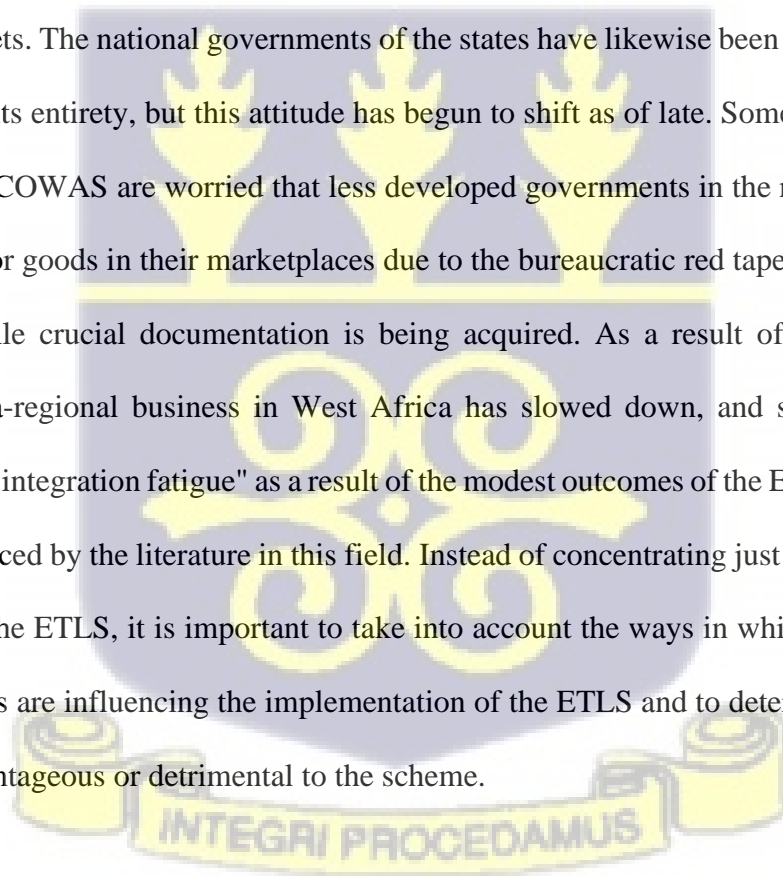 ets. The national governments of the states have likewise been
its entirety, but this attitude has begun to shift as of late. Some
COWAS are worried that less developed governments in the r
or goods in their marketplaces due to the bureaucratic red tape
ile crucial documentation is being acquired. As a result of
a-regional business in West Africa has slowed down, and s
integration fatigue" as a result of the modest outcomes of the E
ced by the literature in this field. Instead of concentrating just
he ETLS, it is important to take into account the ways in whi
s are influencing the implementation of the ETLS and to deter
ntageous or detrimental to the scheme.
INTEGRI PROCEDAMUS